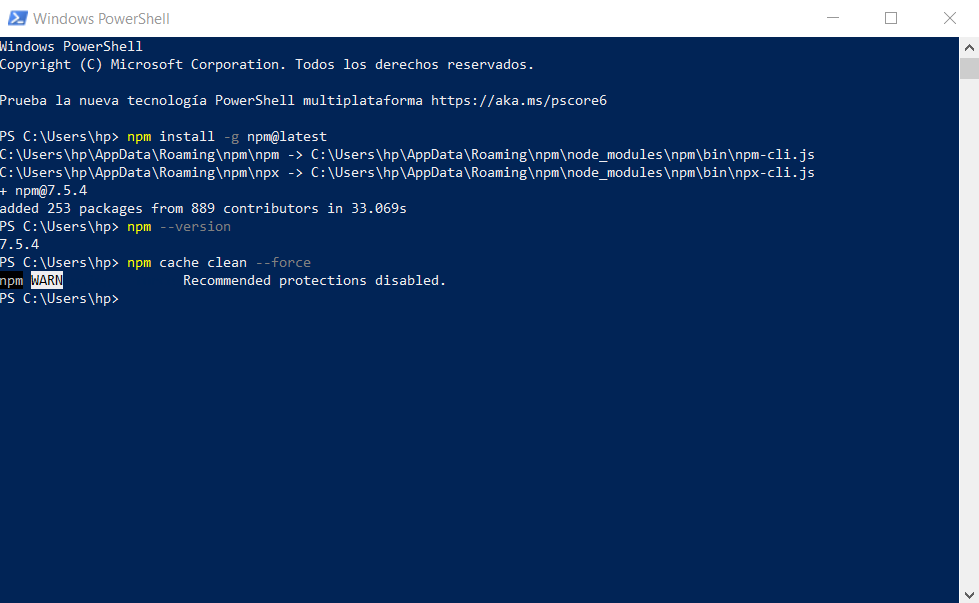 Windows PowerShell
Windows PowerShell
Copyright (C) Microsoft Corporation. Todos los derechos reservados.
Prueba la nueva tecnología PowerShell multiplataforma https://aka.ms/pscore6
PS C:\Users\hp> npm install -g npm@latest
C:\Users\hp\AppData\Roaming\npm\npm -> C:\Users\hp\AppData\Roaming\npm\node_modules\npm\bin\npm-cli.js
C:\Users\hp\AppData\Roaming\npm\npx -> C:\Users\hp\AppData\Roaming\npm\node_modules\npm\bin\npx-cli.js
+ npm@7.5.4
added 253 packages from 889 contributors in 33.069s
PS C:\Users\hp> npm --version
7.5.4
PS C:\Users\hp> npm cache clean --force
npm WARN Recommended protections disabled.
PS C:\Users\hp>